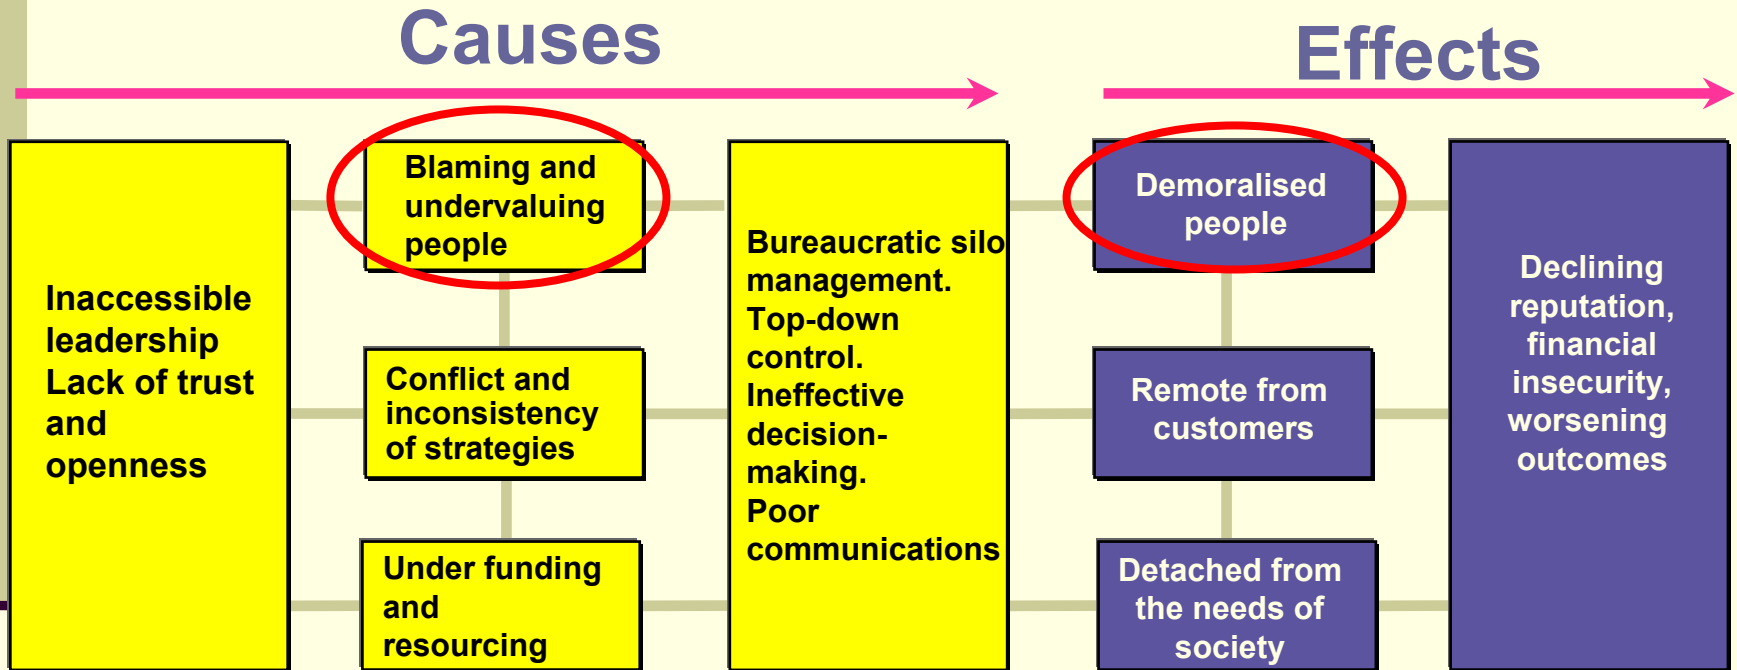 Causes
Effects
Inaccessible
leadership
Lack of trust
and
openness
Blaming and
undervaluing
people
Conflict and
inconsistency
of strategies
Under funding
and
resourcing
Bureaucratic silo
management.
Top-down
control.
Ineffective
decision-
making.
Poor
communications
Demoralised
people
Remote from
customers
Detached from
the needs of
society
Declining
reputation,
financial
insecurity,
worsening
outcomes